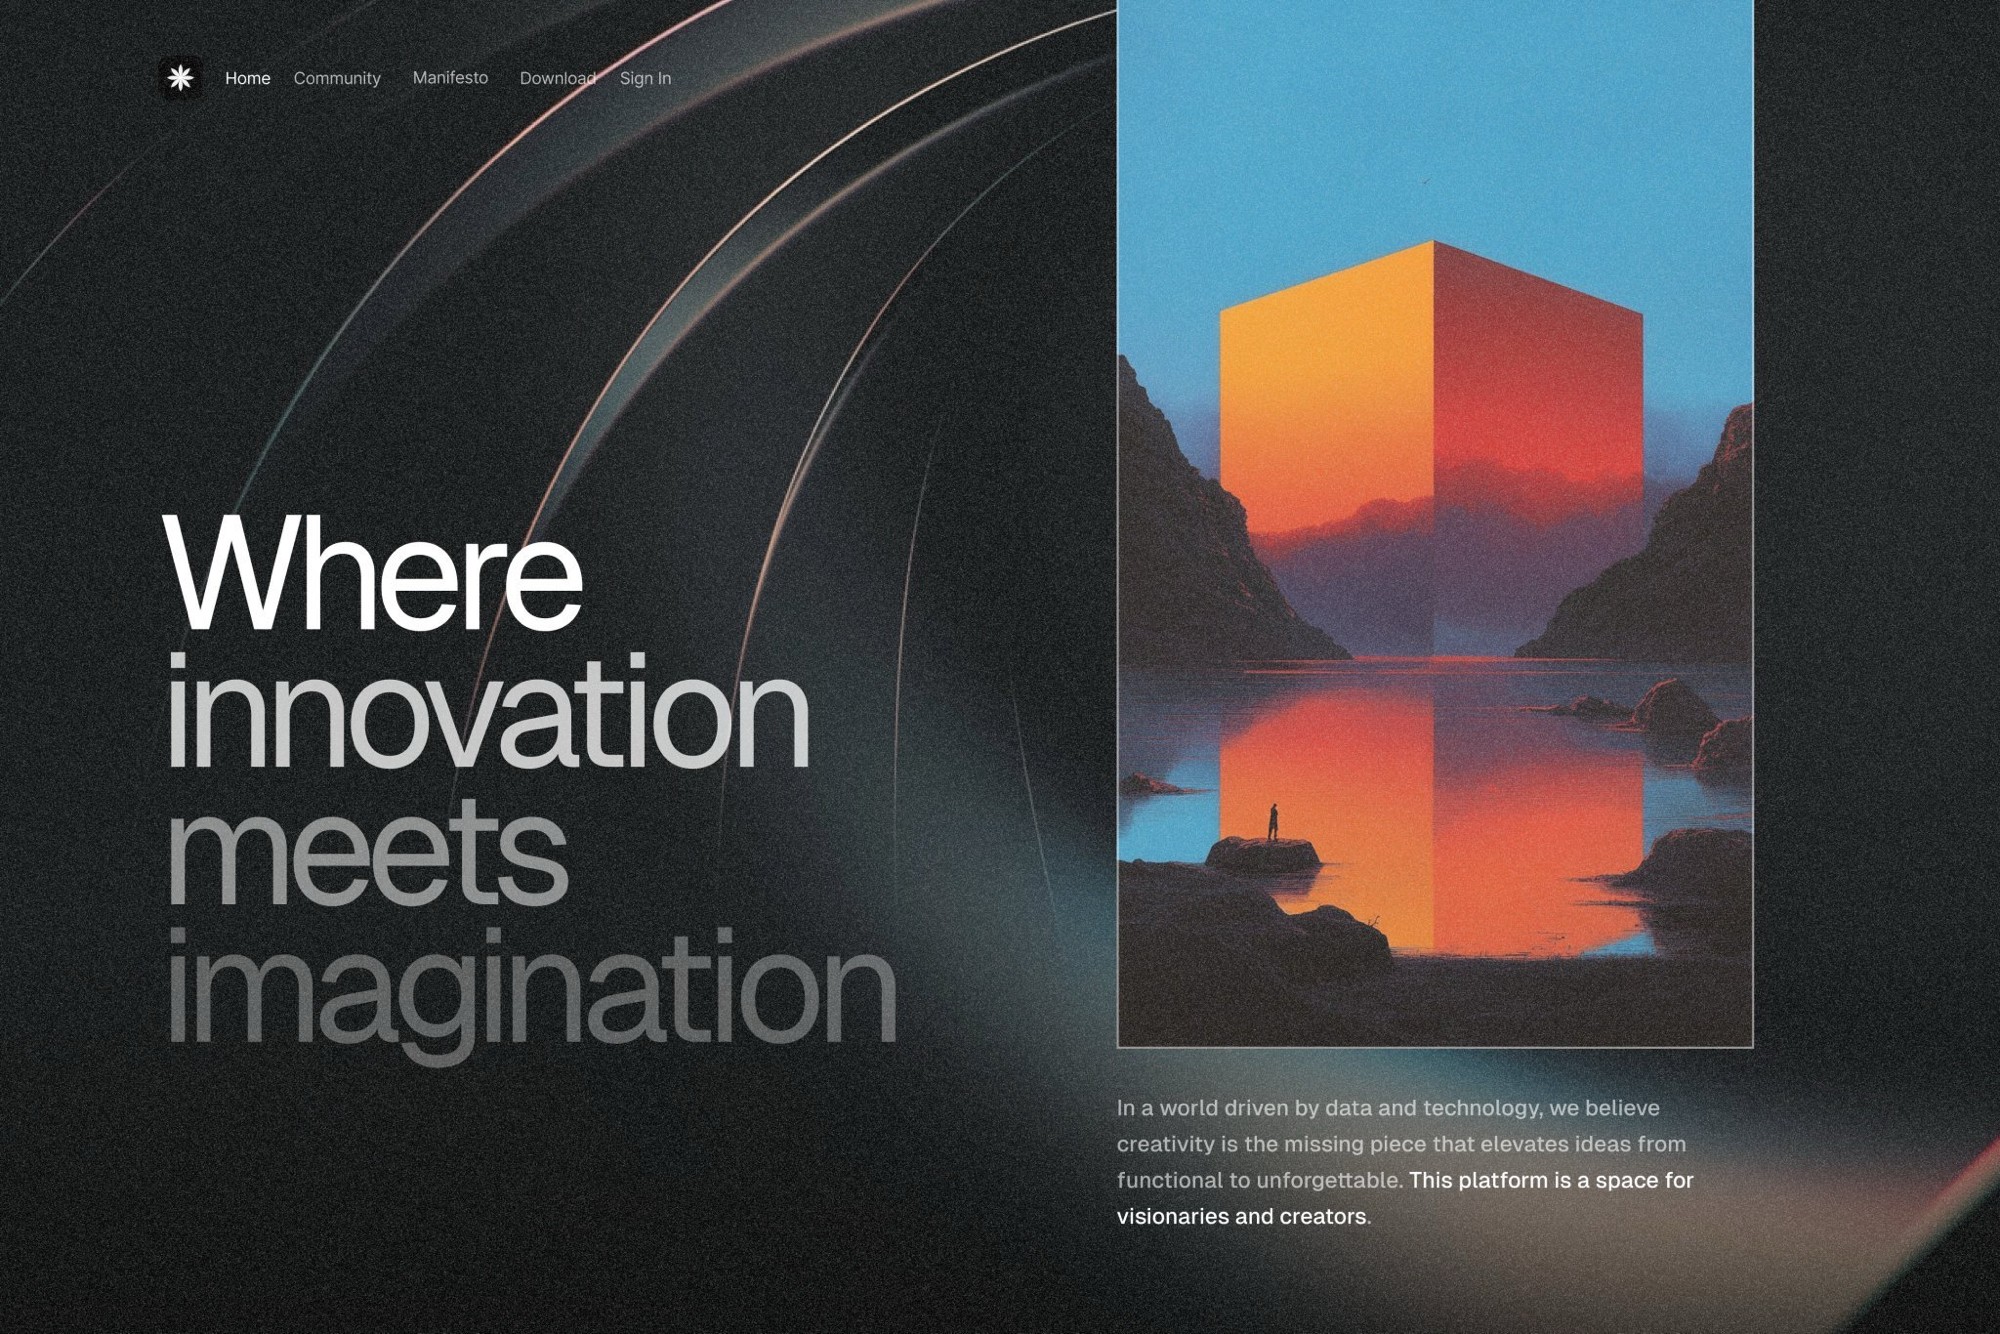 Home Community Manifesto Download Sign In
Where
innovation
meets
imagination
In a world driven by data and technology, we believe
creativity is the missing piece that elevates ideas from
functional to unforgettable. This platform is a space for
visionaries and creators.